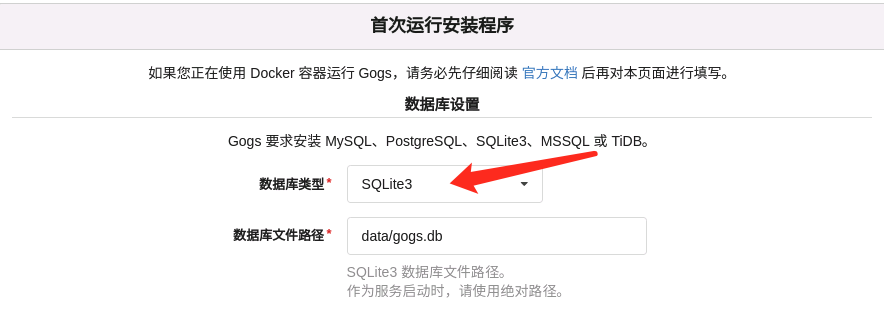 首次运行安装程序
如果您正在使用 Docker 容器运行 Gogs，请务必先仔细阅读 官方文档 后再对本页面进行填写。
数据库设置
Gogs 要求安装 MySQL、PostgreSQL、SQLite3、MSSQL 或 TiDB。
数据库类型* SQLite3
数据库文件路径* data/gogs.db
SQLite3 数据库文件路径。
作为服务启动时，请使用绝对路径。